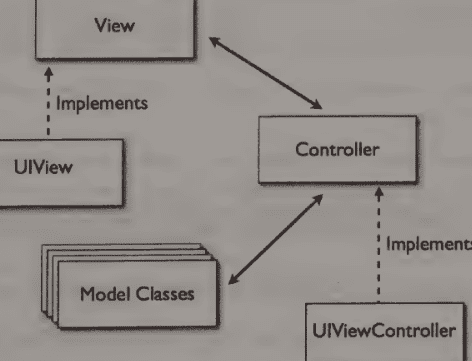 View
Implements
UIView
Controller
Implements
Model Classes
UIViewController